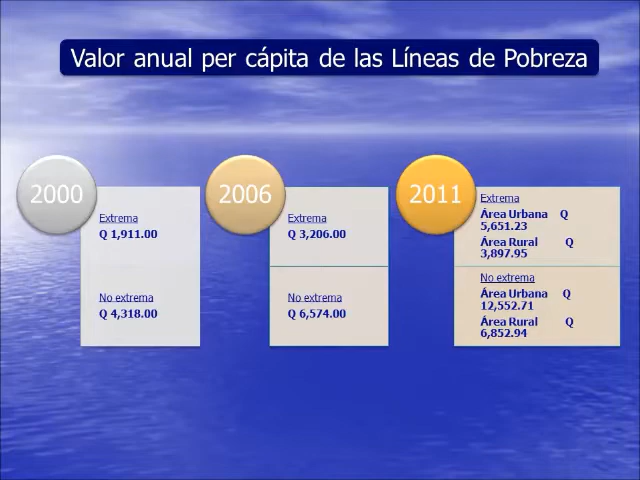 Valor anual per cápita de las Líneas de Pobreza
2000
Extrema
Q 1,911.00
No extrema
Q 4,318.00
2006
Extrema
Q 3,206.00
No extrema
Q 6,574.00
2011
Extrema
Área Urbana Q
5,651.23
Área Rural Q
3,897.95
No extrema
Área Urbana Q
12,552.71
Área Rural Q
6,852.94